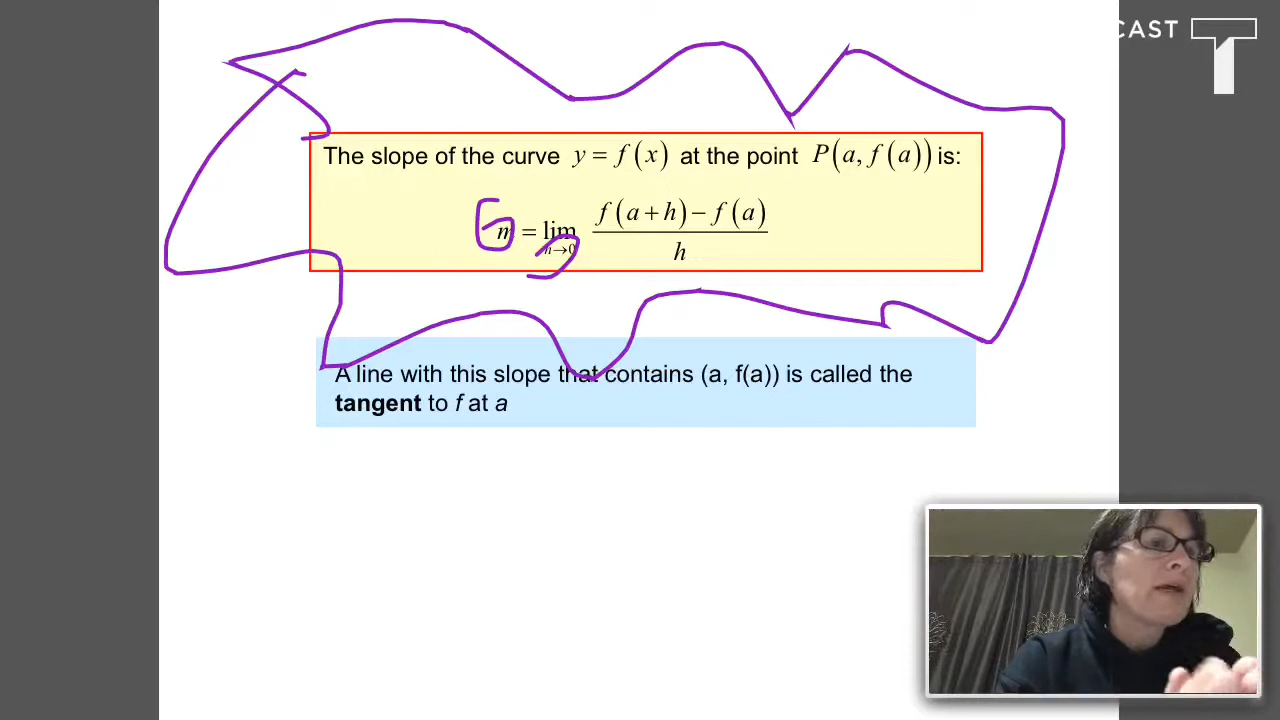 CAST T
The slope of the curve y = f(x) at the point P(a, f(a)) is:
m = lim h→0 f(a+h) − f(a) / h
A line with this slope that contains (a, f(a)) is called the
tangent to f at a